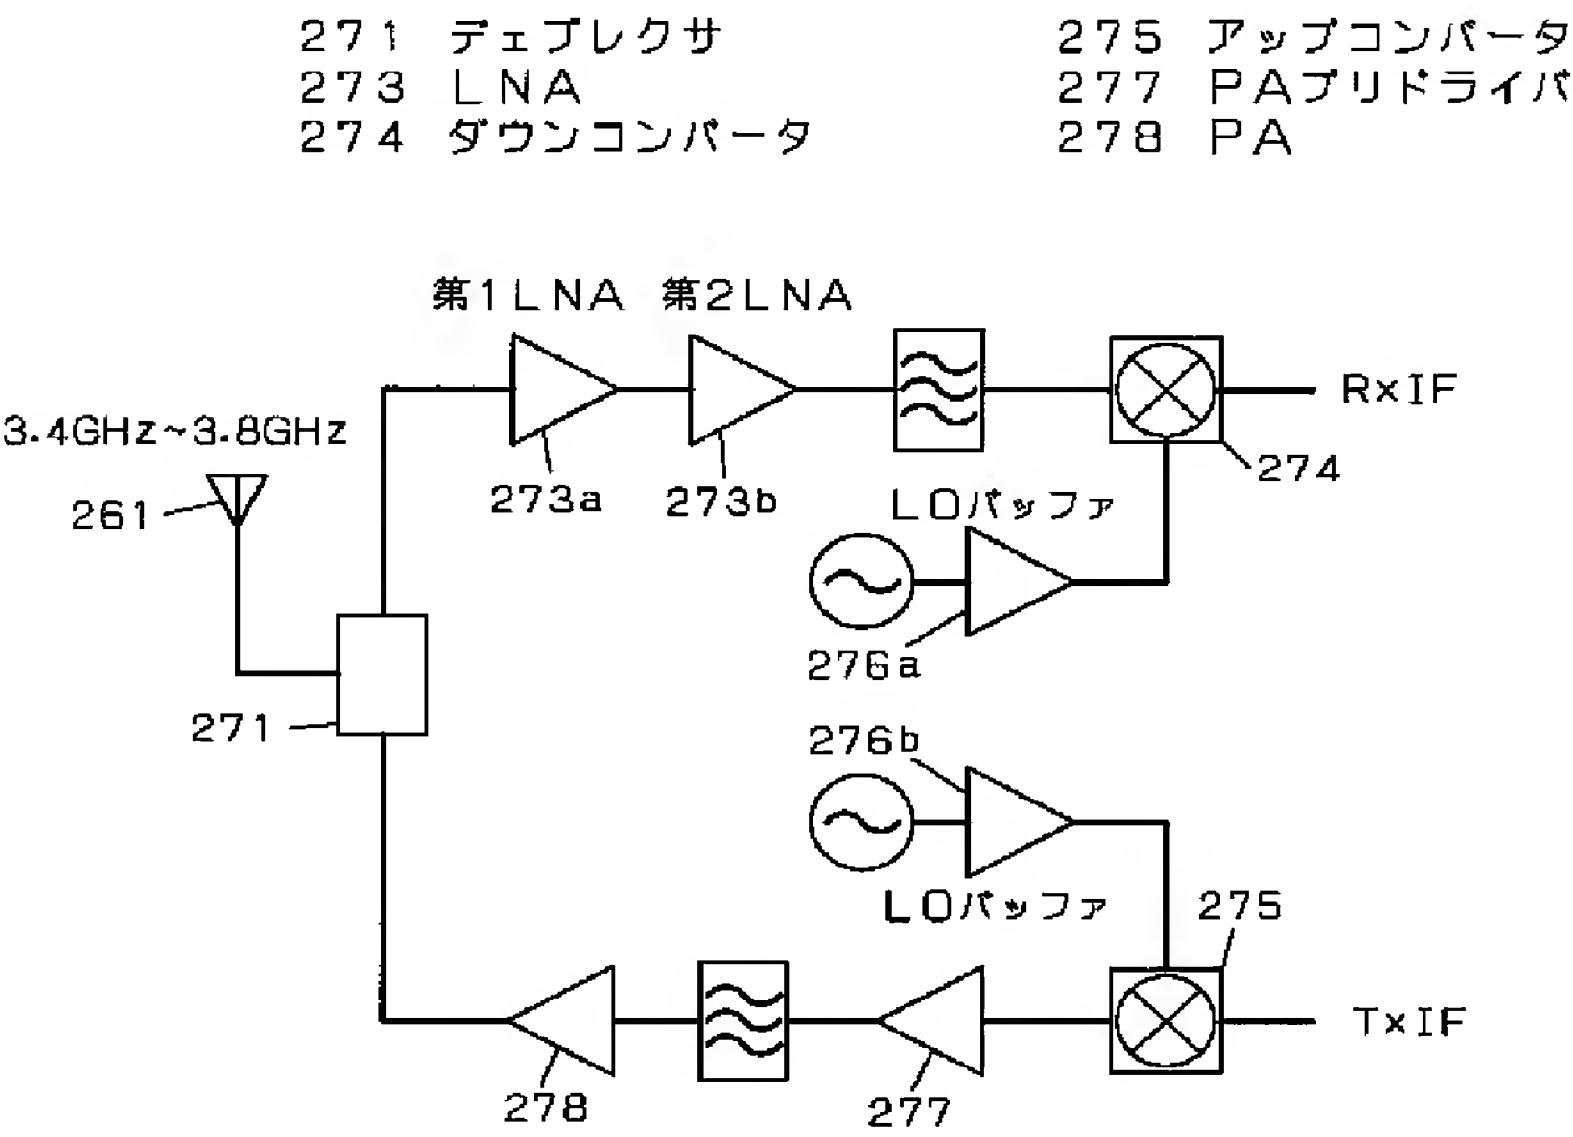 271 デェプレクサ
273 LNA
274 ダウンコンバータ
275 アップコンバータ
277 PAプリドライバ
278 PA
第1LNA 第2LNA
RxIF
3.4GHz~3.8GHz
274
261
273a
273b
LOバッファ
276a
271
276b
LOバッファ
275
TxIF
278
277